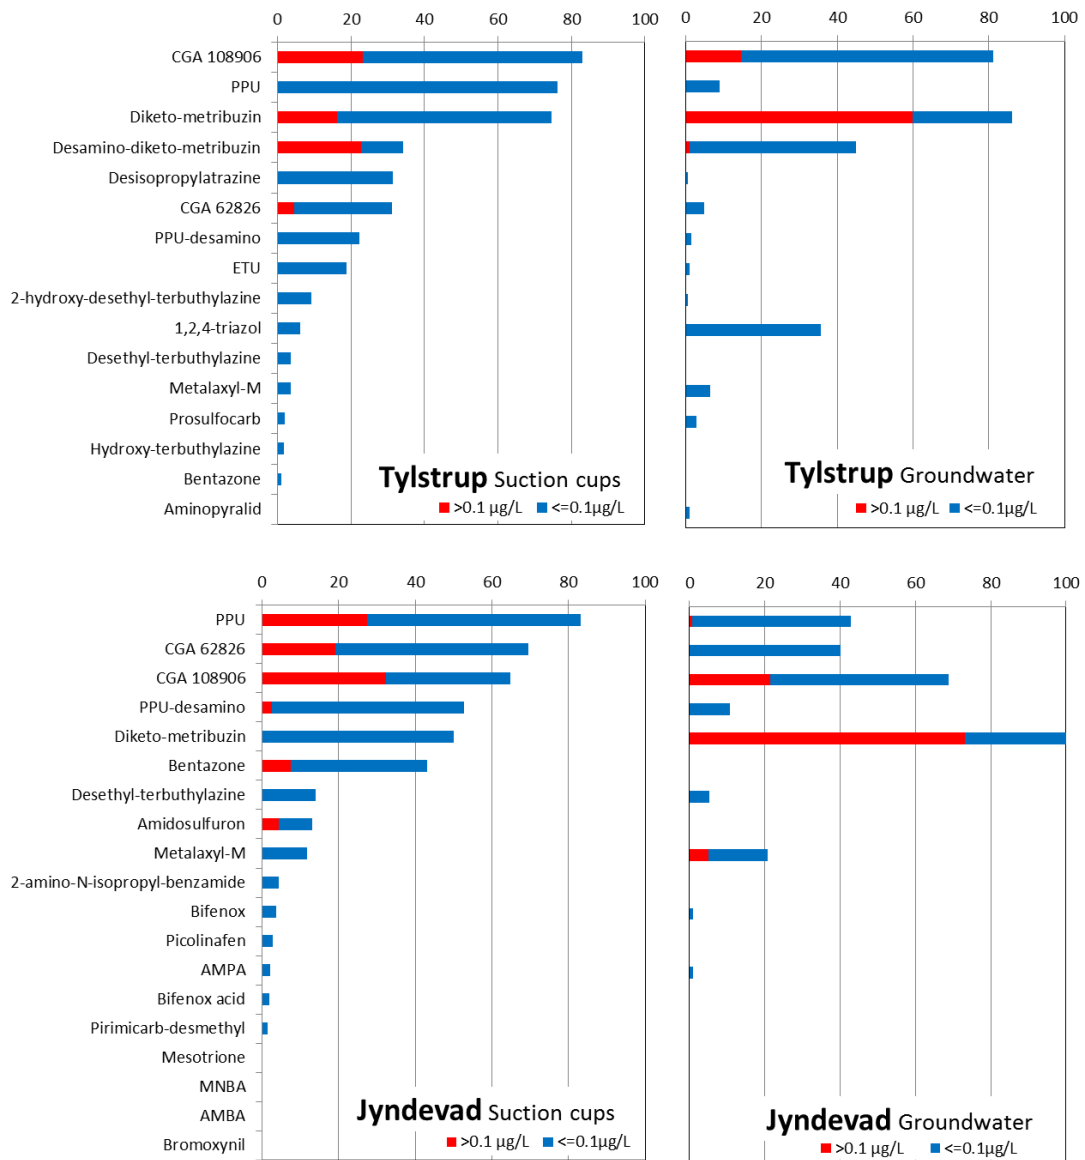 0 20 40 60 80 100
0 20 40 60 80 100
CGA 108906
PPU
Diketo-metribuzin
Desamino-diketo-metribuzin
Desisopropylatrazine
CGA 62826
PPU-desamino
ETU
2-hydroxy-desethyl-terbuthylazine
1,2,4-triazol
Desethyl-terbuthylazine
Metalaxyl-M
Prosulfocarb
Hydroxy-terbuthylazine
Bentazone
Aminopyralid
Tylstrup Suction cups
>0.1 µg/L <=0.1µg/L
Tylstrup Groundwater
>0.1 µg/L <=0.1µg/L
0 20 40 60 80 100
0 20 40 60 80 100
PPU
CGA 62826
CGA 108906
PPU-desamino
Diketo-metribuzin
Bentazone
Desethyl-terbuthylazine
Amidosulfuron
Metalaxyl-M
2-amino-N-isopropyl-benzamide
Bifenox
Picolinafen
AMPA
Bifenox acid
Pirimicarb-desmethyl
Mesotrione
MNBA
AMBA
Bromoxynil
Jyndevad Suction cups
>0.1 µg/L <=0.1µg/L
Jyndevad Groundwater
>0.1 µg/L <=0.1µg/L